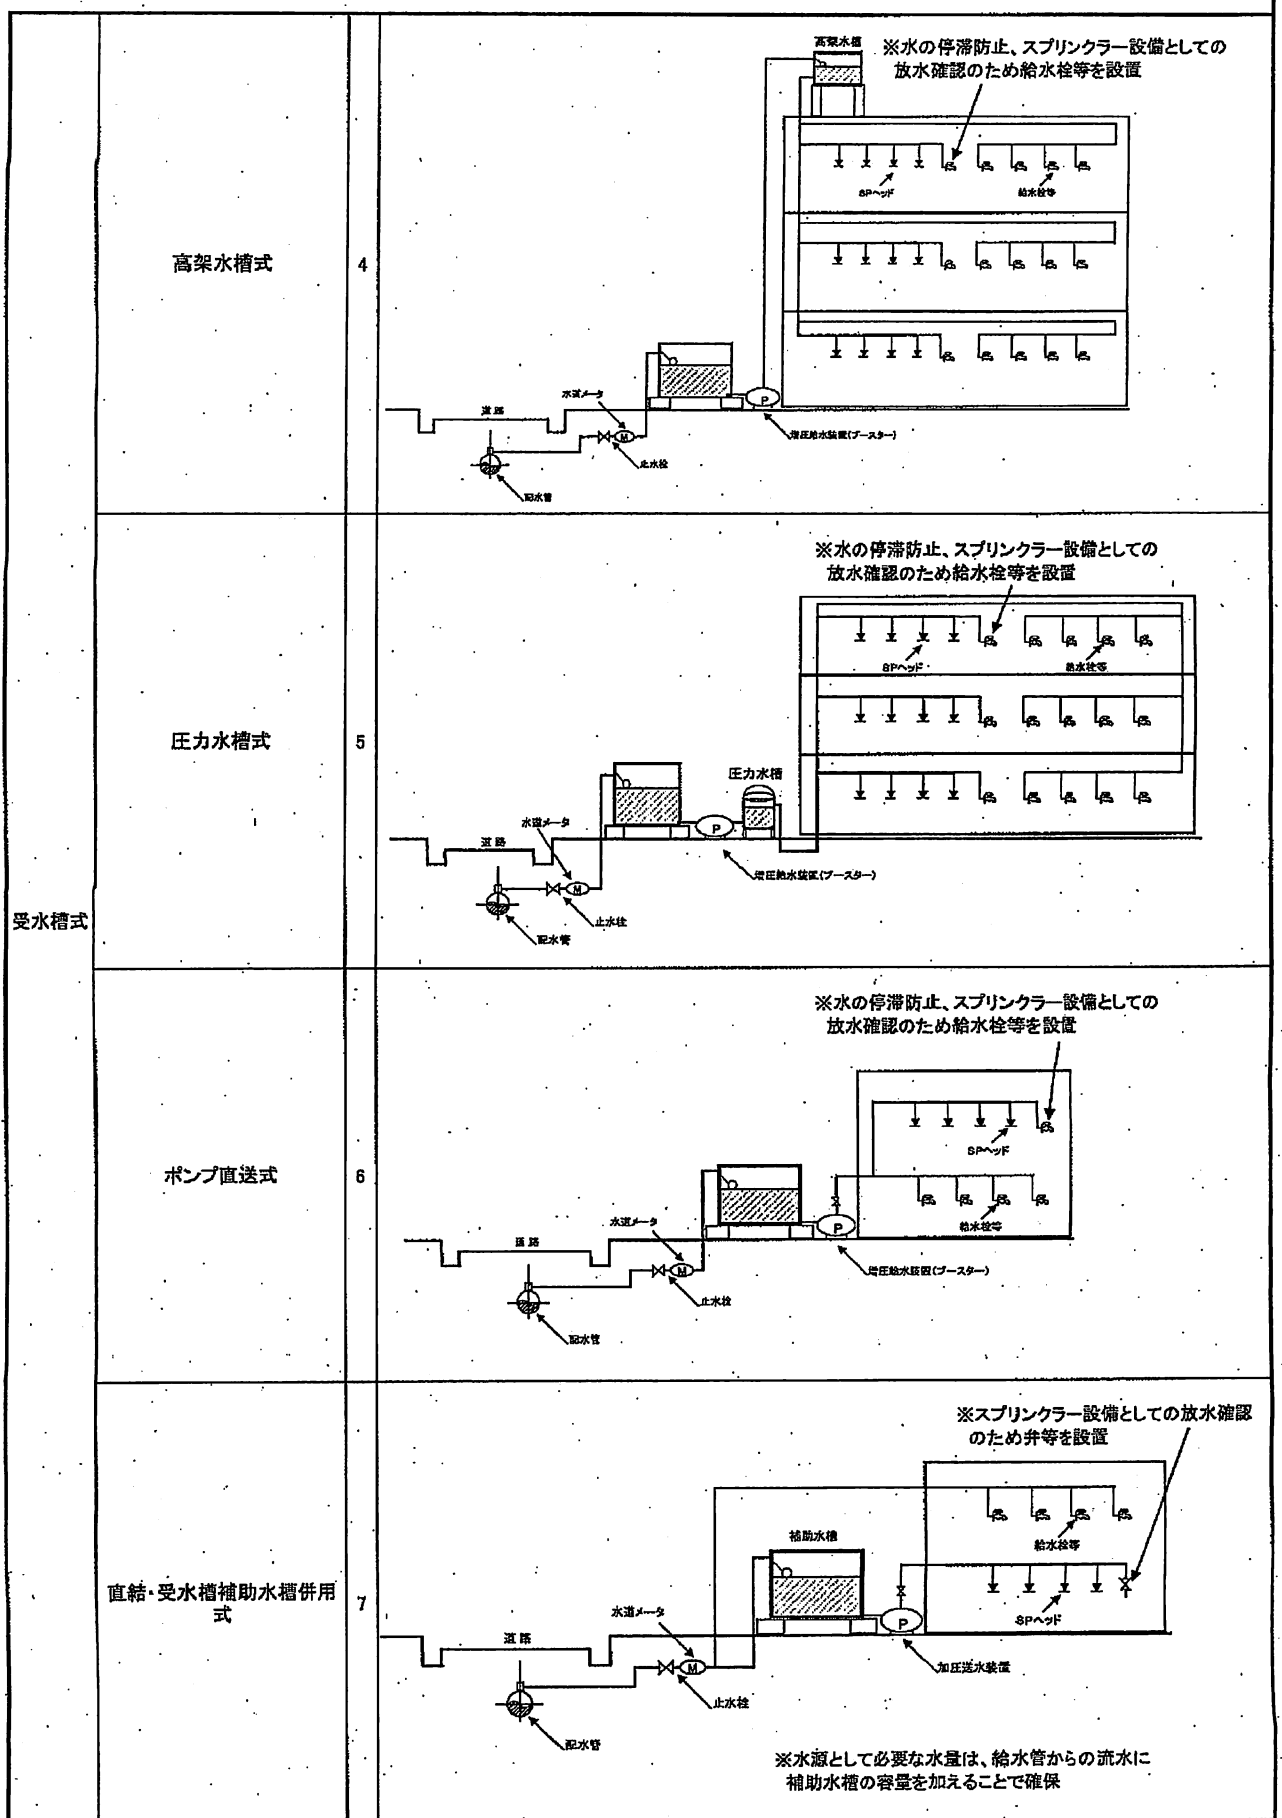 受水槽式
高架水槽式
4
高架水槽
※水の停滞防止、スプリンクラー設備としての
放水確認のため給水栓等を設置
SPヘッド
給水栓等
水道メータ
道路
P
M
増圧給水装置(ブースター)
止水栓
配水管
圧力水槽式
5
※水の停滞防止、スプリンクラー設備としての
放水確認のため給水栓等を設置
SPヘッド
給水栓等
圧力水槽
水道メータ
道路
P
M
増圧給水装置(ブースター)
止水栓
配水管
ポンプ直送式
6
※水の停滞防止、スプリンクラー設備としての
放水確認のため給水栓等を設置
SPヘッド
給水栓等
水道メータ
道路
P
M
増圧給水装置(ブースター)
止水栓
配水管
直結・受水槽補助水槽併用
式
7
※スプリンクラー設備としての放水確認
のため弁等を設置
給水栓等
補助水槽
SPヘッド
水道メータ
道路
P
M
加圧送水装置
止水栓
配水管
※水源として必要な水量は、給水管からの流水に
補助水槽の容量を加えることで確保